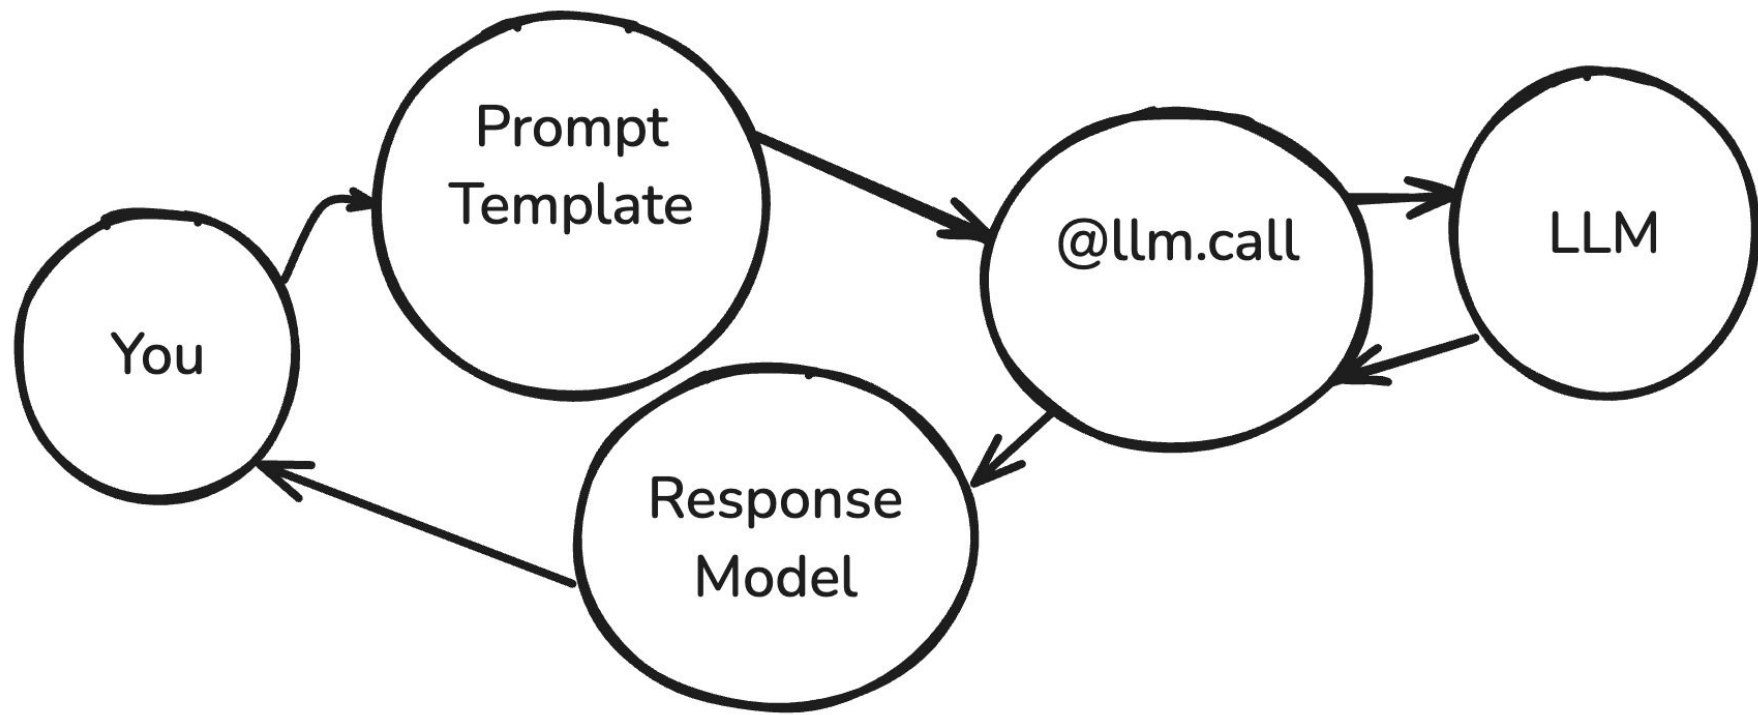 You
Prompt
Template
@llm.call
LLM
Response
Model